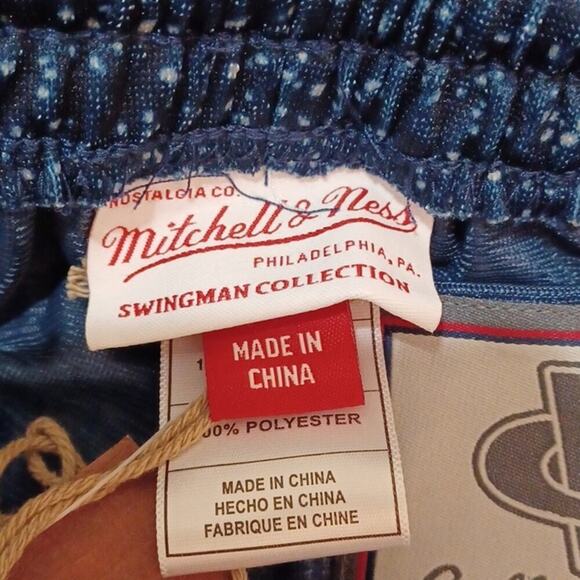 NOSTALGIA CO.
Mitchell & Ness
PHILADELPHIA, PA.
SWINGMAN COLLECTION
MADE IN
CHINA
00% POLYESTER
MADE IN CHINA
HECHO EN CHINA
FABRIQUE EN CHINE